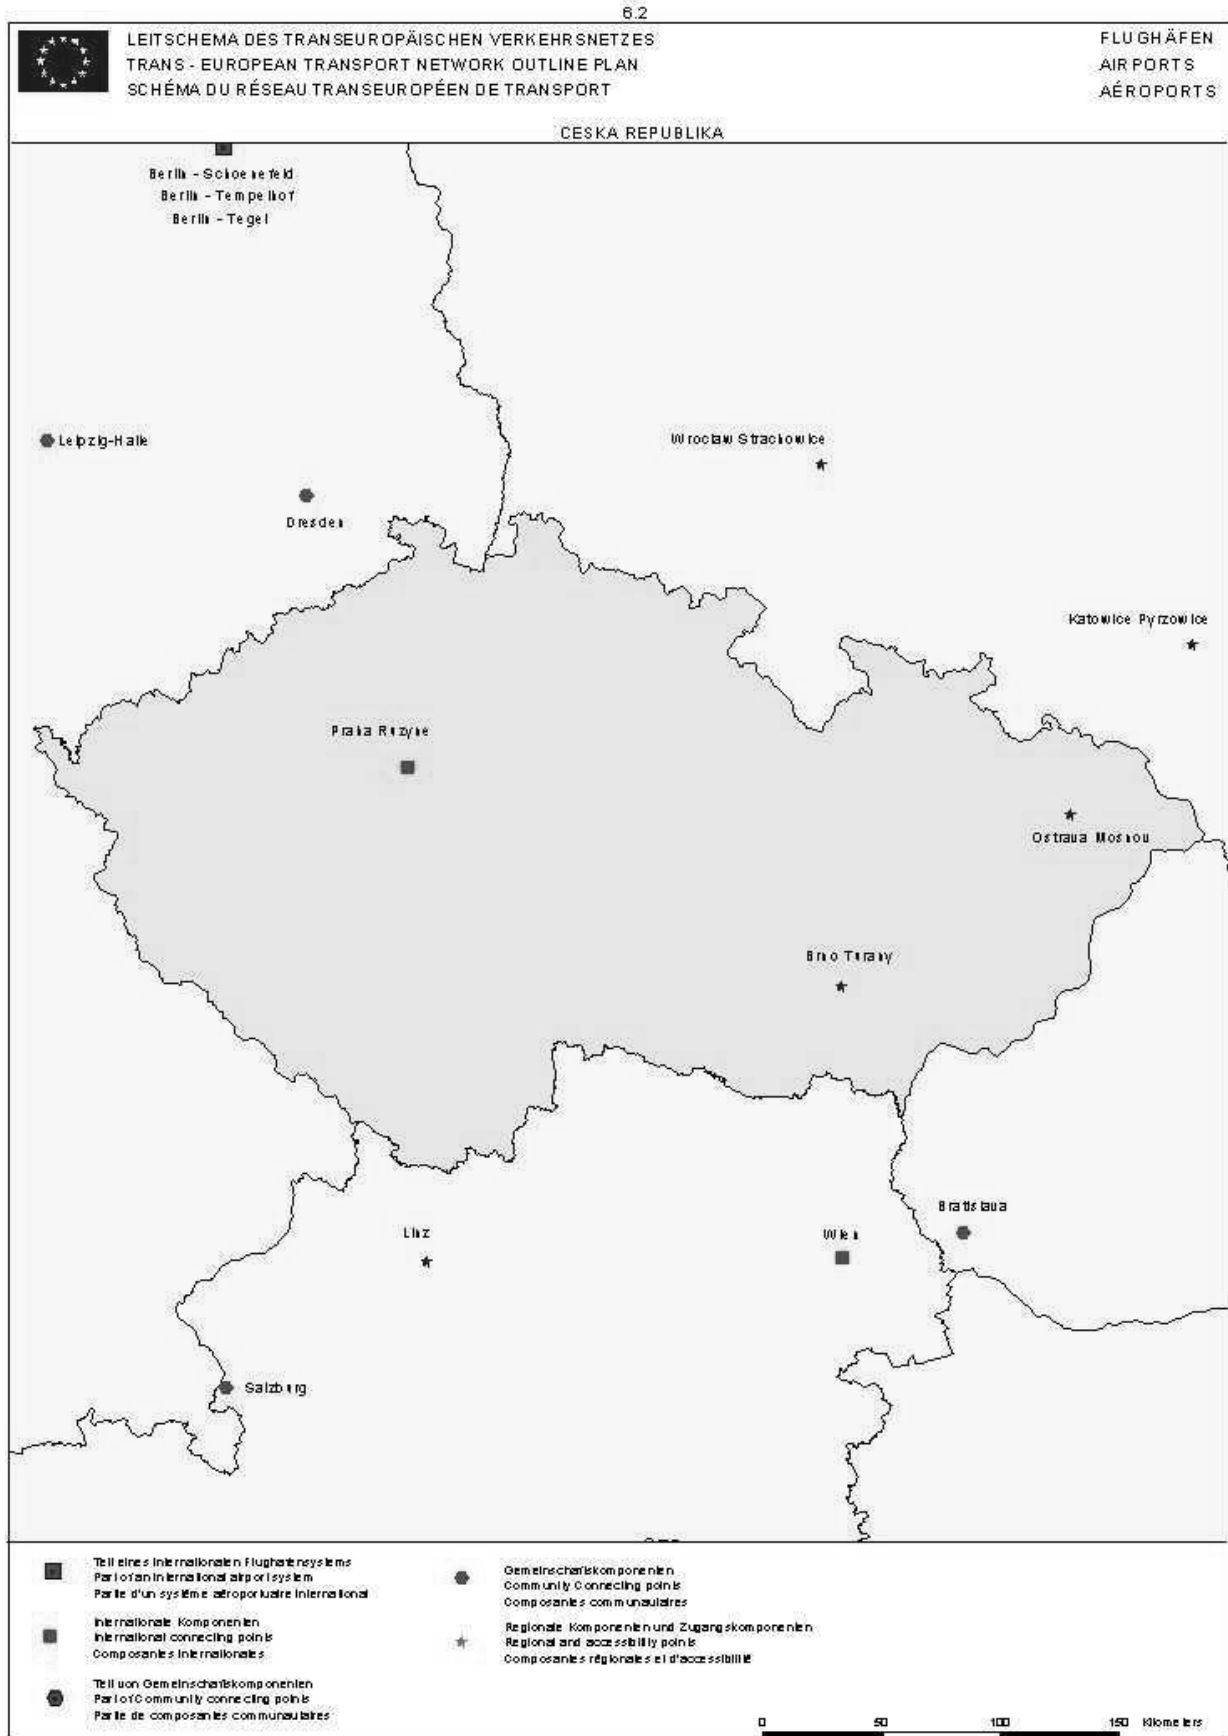 6.2
LEITSCHEMA DES TRANSEUROPÄISCHEN VERKEHRSNETZES
TRANS - EUROPEAN TRANSPORT NETWORK OUTLINE PLAN
SCHÉMA DU RÉSEAU TRANSEUROPÉEN DE TRANSPORT
FLUGHÄFEN
AIRPORTS
AÉROPORTS
CESKA REPUBLIKA
Berlin - Schoenefeld
Berlin - Tempelhof
Berlin - Tegel
Leipzig-Halle
Wroclaw Strachowice
Dresden
Katowice Pyrzowice
Praha Ruzyne
Ostrava Mosnov
Brno Turany
Bratislava
Linz
Wien
Salzburg
Teil eines Internationalen Flughafensystems
Part of an international airport system
Partie d'un système aéroportuaire international
Internationale Komponenten
International connecting points
Composantes internationales
Teil von Gemeinschaftskomponenten
Part of Community connecting points
Partie de composantes communautaires
Gemeinschaftskomponenten
Community Connecting points
Composantes communautaires
Regionale Komponenten und Zugangskomponenten
Regional and accessibility points
Composantes régionales et d'accessibilité
0 50 100 150 Kilometers